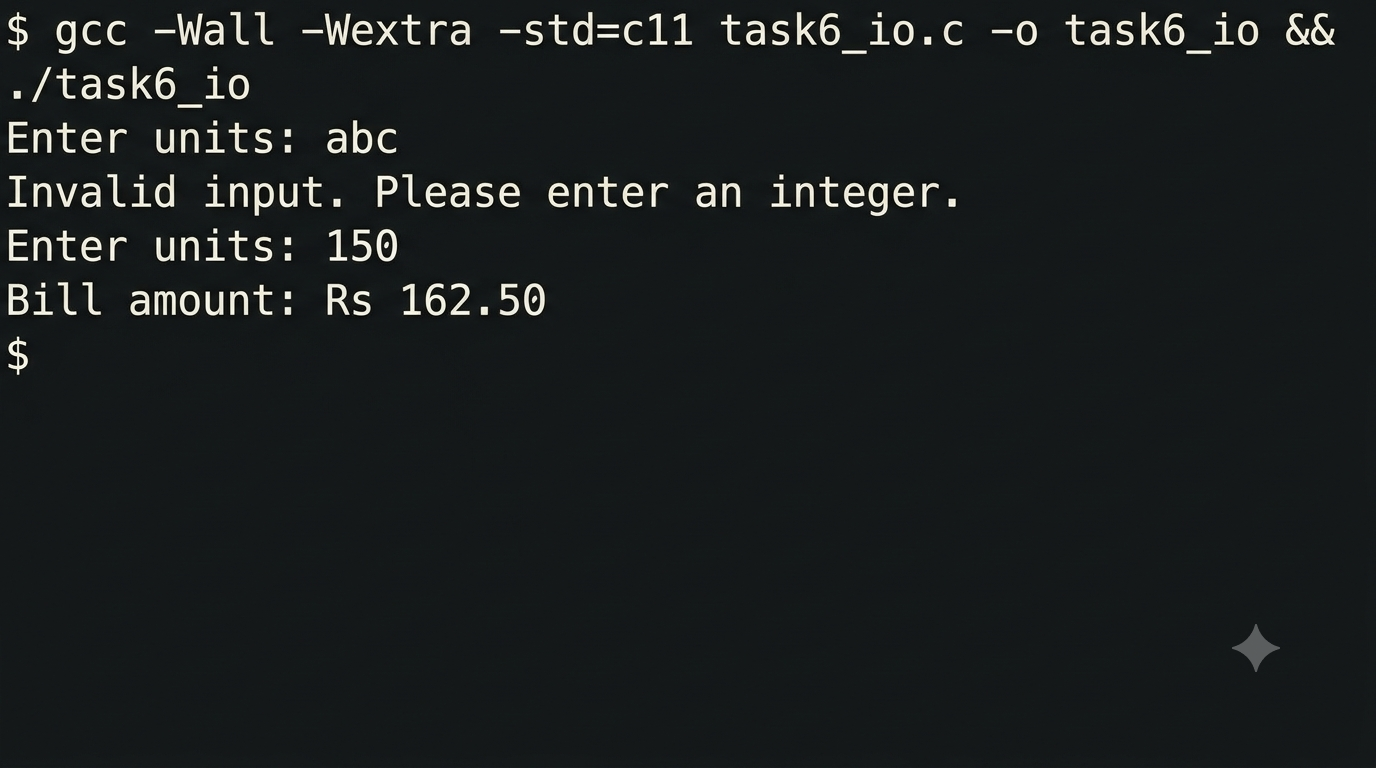 $ gcc –Wall –Wextra –std=c11 task6_io.c –o task6_io &&
./task6_io
Enter units: abc
Invalid input. Please enter an integer.
Enter units: 150
Bill amount: Rs 162.50
$